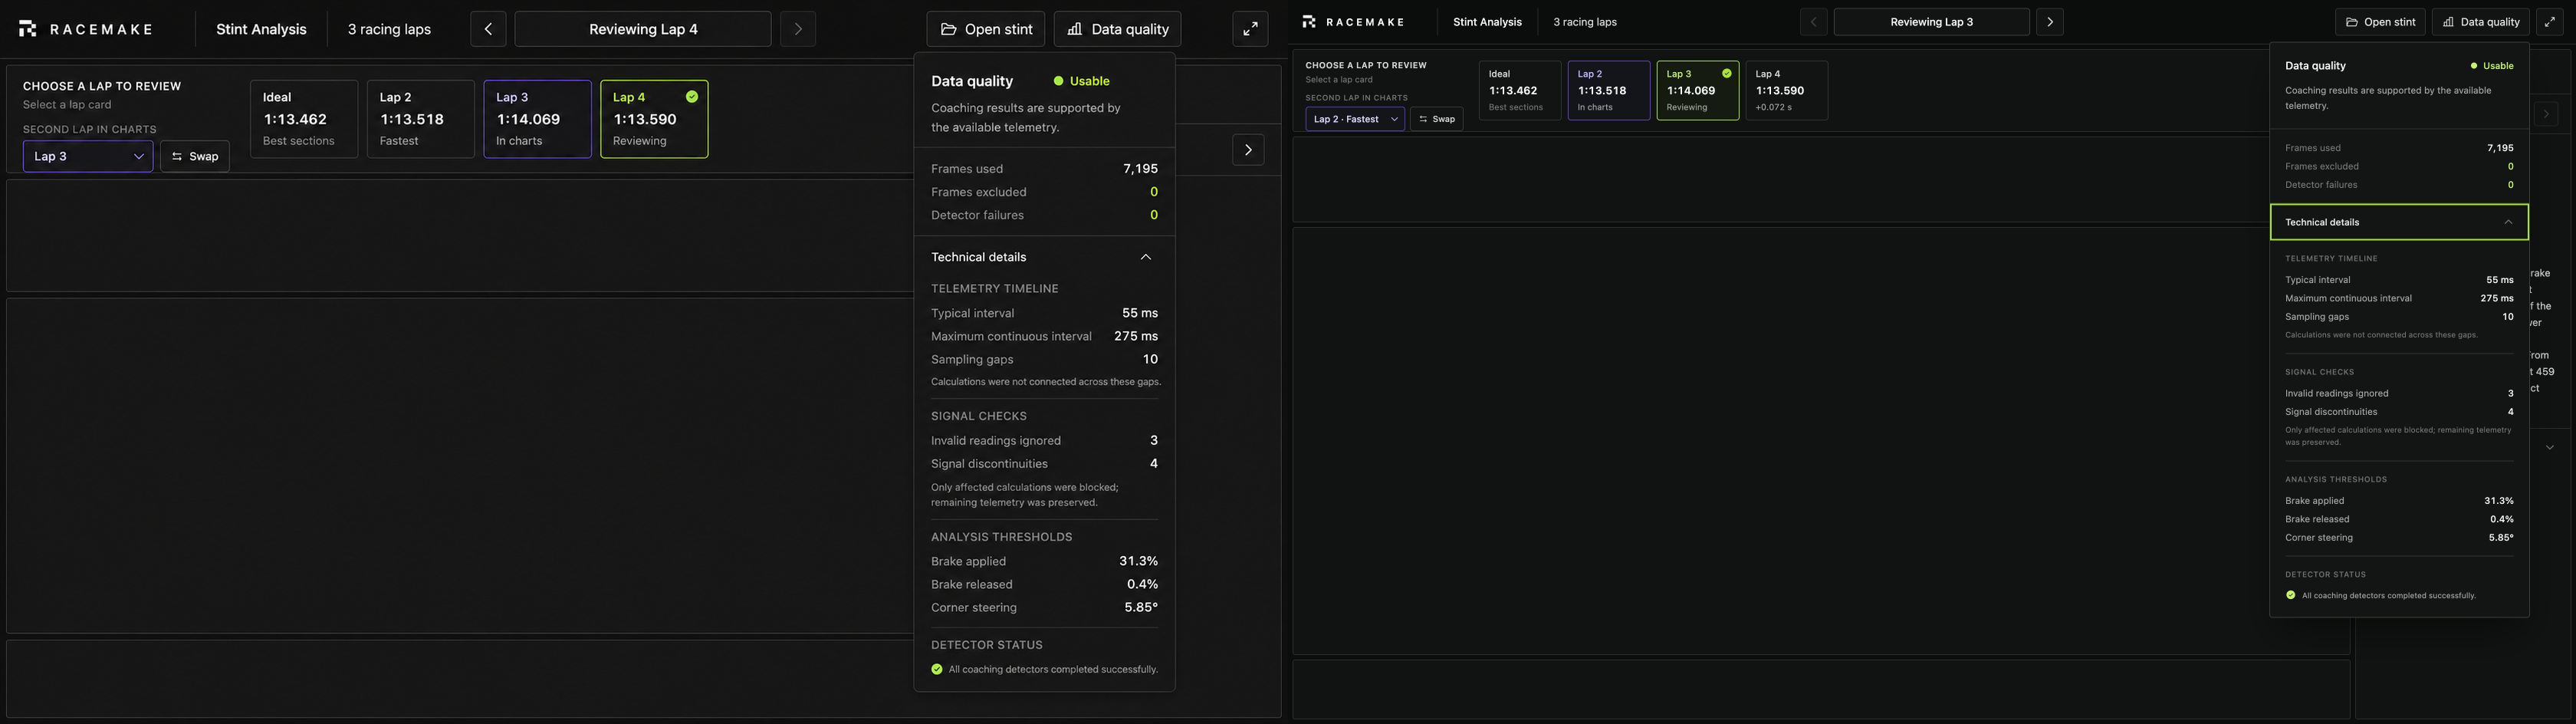 RACEMAKE
Stint Analysis
3 racing laps
Reviewing Lap 4
Open stint
Data quality
CHOOSE A LAP TO REVIEW
Select a lap card
SECOND LAP IN CHARTS
Lap 3
Swap
Ideal
1:13.462
Best sections
Lap 2
1:13.518
Fastest
Lap 3
1:14.069
In charts
Lap 4
1:13.590
Reviewing
Data quality
Usable
Coaching results are supported by
the available telemetry.
Frames used 7,195
Frames excluded 0
Detector failures 0
Technical details
TELEMETRY TIMELINE
Typical interval 55 ms
Maximum continuous interval 275 ms
Sampling gaps 10
Calculations were not connected across these gaps.
SIGNAL CHECKS
Invalid readings ignored 3
Signal discontinuities 4
Only affected calculations were blocked;
remaining telemetry was preserved.
ANALYSIS THRESHOLDS
Brake applied 31.3%
Brake released 0.4%
Corner steering 5.85°
DETECTOR STATUS
All coaching detectors completed successfully.
RACEMAKE
Stint Analysis
3 racing laps
Reviewing Lap 3
Open stint
Data quality
CHOOSE A LAP TO REVIEW
Select a lap card
SECOND LAP IN CHARTS
Lap 2 · Fastest
Swap
Ideal
1:13.462
Best sections
Lap 2
1:13.518
In charts
Lap 3
1:14.069
Reviewing
Lap 4
1:13.590
+0.072 s
Data quality
Usable
Coaching results are supported by the available
telemetry.
Frames used 7,195
Frames excluded 0
Detector failures 0
Technical details
TELEMETRY TIMELINE
Typical interval 55 ms
Maximum continuous interval 275 ms
Sampling gaps 10
Calculations were not connected across these gaps.
SIGNAL CHECKS
Invalid readings ignored 3
Signal discontinuities 4
Only affected calculations were blocked; remaining telemetry
was preserved.
ANALYSIS THRESHOLDS
Brake applied 31.3%
Brake released 0.4%
Corner steering 5.85°
DETECTOR STATUS
All coaching detectors completed successfully.
rake
t
f the
ver
from
t 459
ct